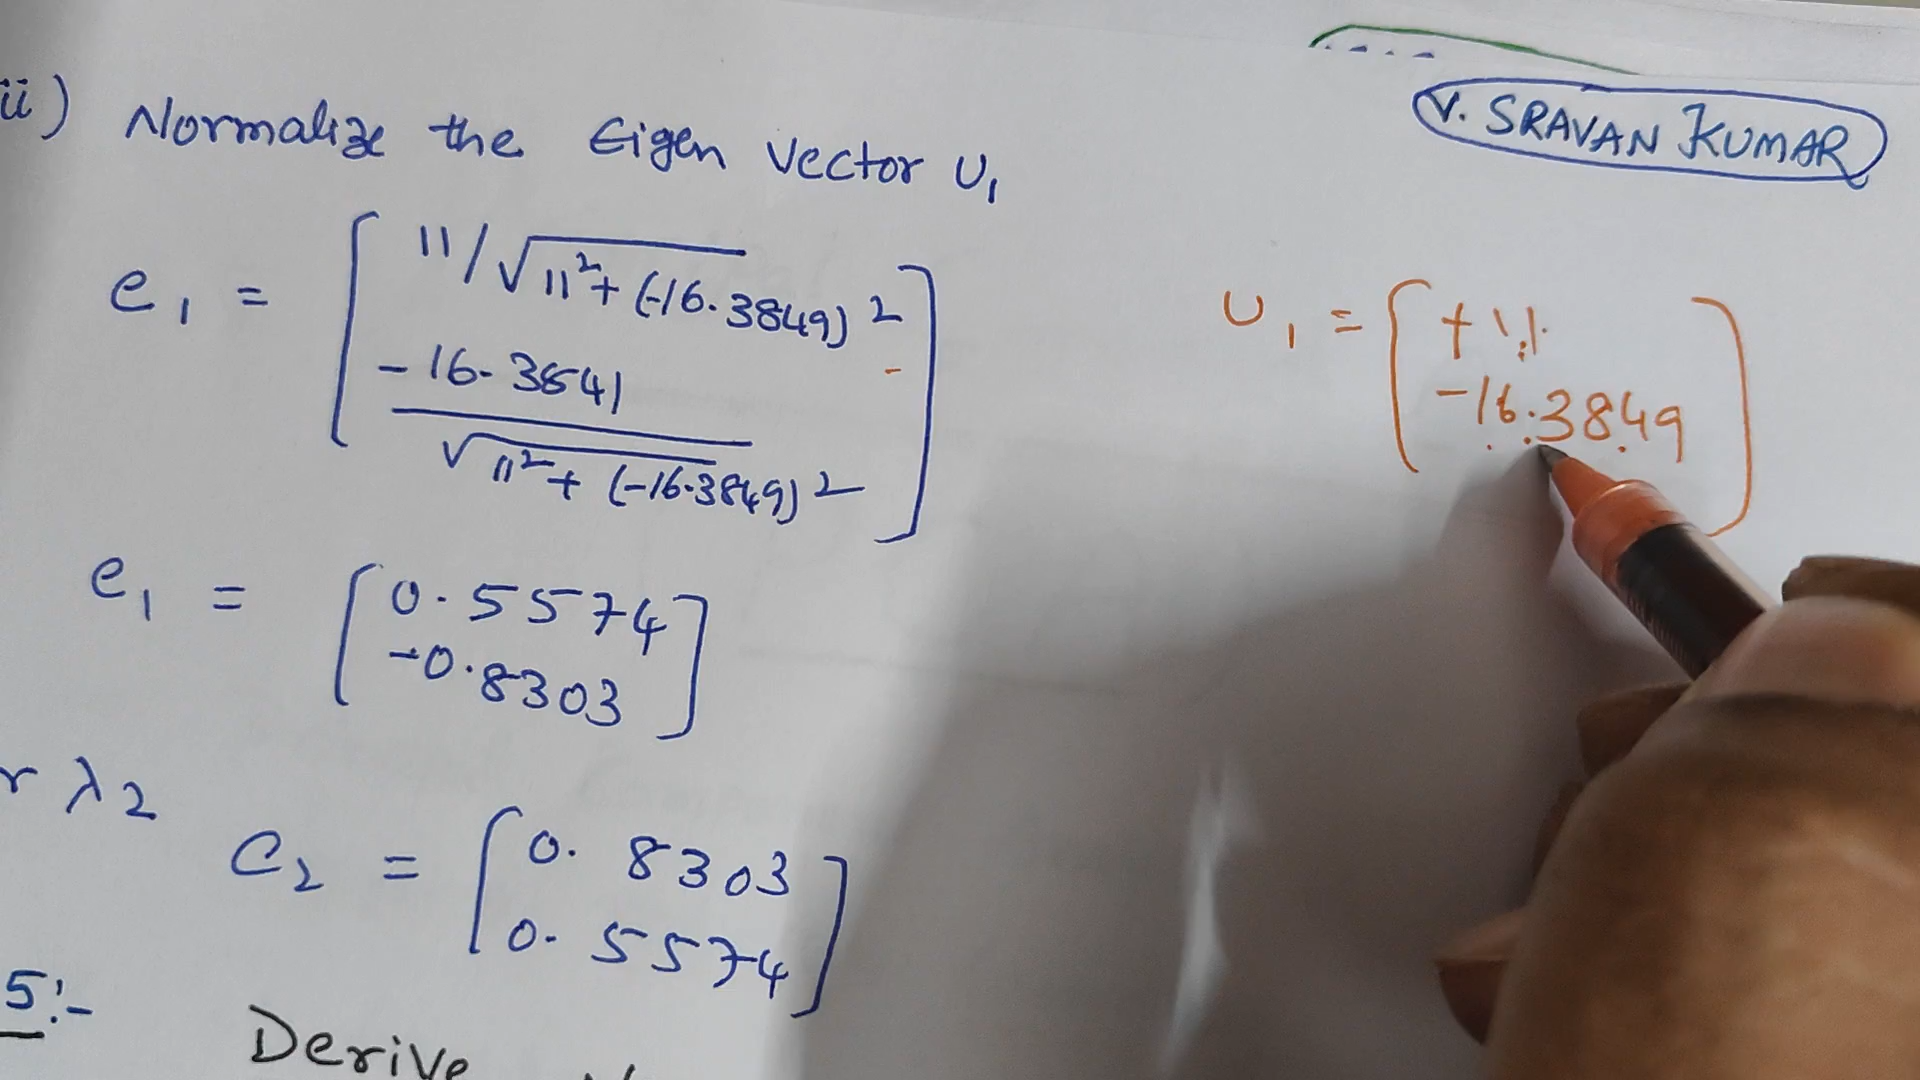 ii) Normalize the Eigen Vector U₁
V. SRAVAN KUMAR
e₁ = [ 11/√11²+(-16.3849)²
-16.3841
√11²+(-16.3849)² ]
U₁ = [ +11
-16.3849 ]
e₁ = [ 0.5574
-0.8303 ]
r λ2
e₂ = [ 0.8303
0.5574 ]
5:-
Derive